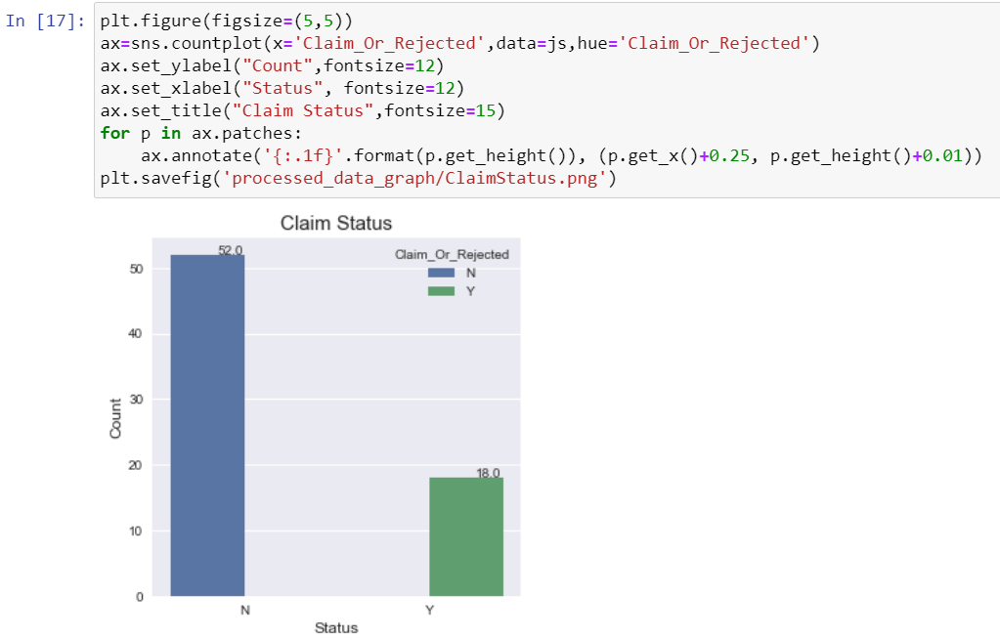 In [17]: plt.figure(figsize=(5,5))
ax=sns.countplot(x='Claim_Or_Rejected',data=js,hue='Claim_Or_Rejected')
ax.set_ylabel("Count",fontsize=12)
ax.set_xlabel("Status", fontsize=12)
ax.set_title("Claim Status",fontsize=15)
for p in ax.patches:
    ax.annotate('{:.1f}'.format(p.get_height()), (p.get_x()+0.25, p.get_height()+0.01))
plt.savefig('processed_data_graph/ClaimStatus.png')
Claim Status
52.0
Claim_Or_Rejected
N
Y
50
40
30
20
10
0
Count
18.0
N Y
Status